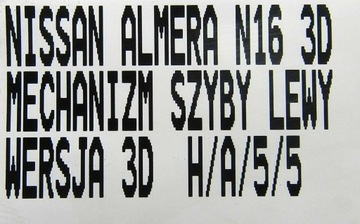 NISSAN ALMERA N16 3D
MECHANIZM SZYBY LEWY
WERSJA 3D H/A/5/5